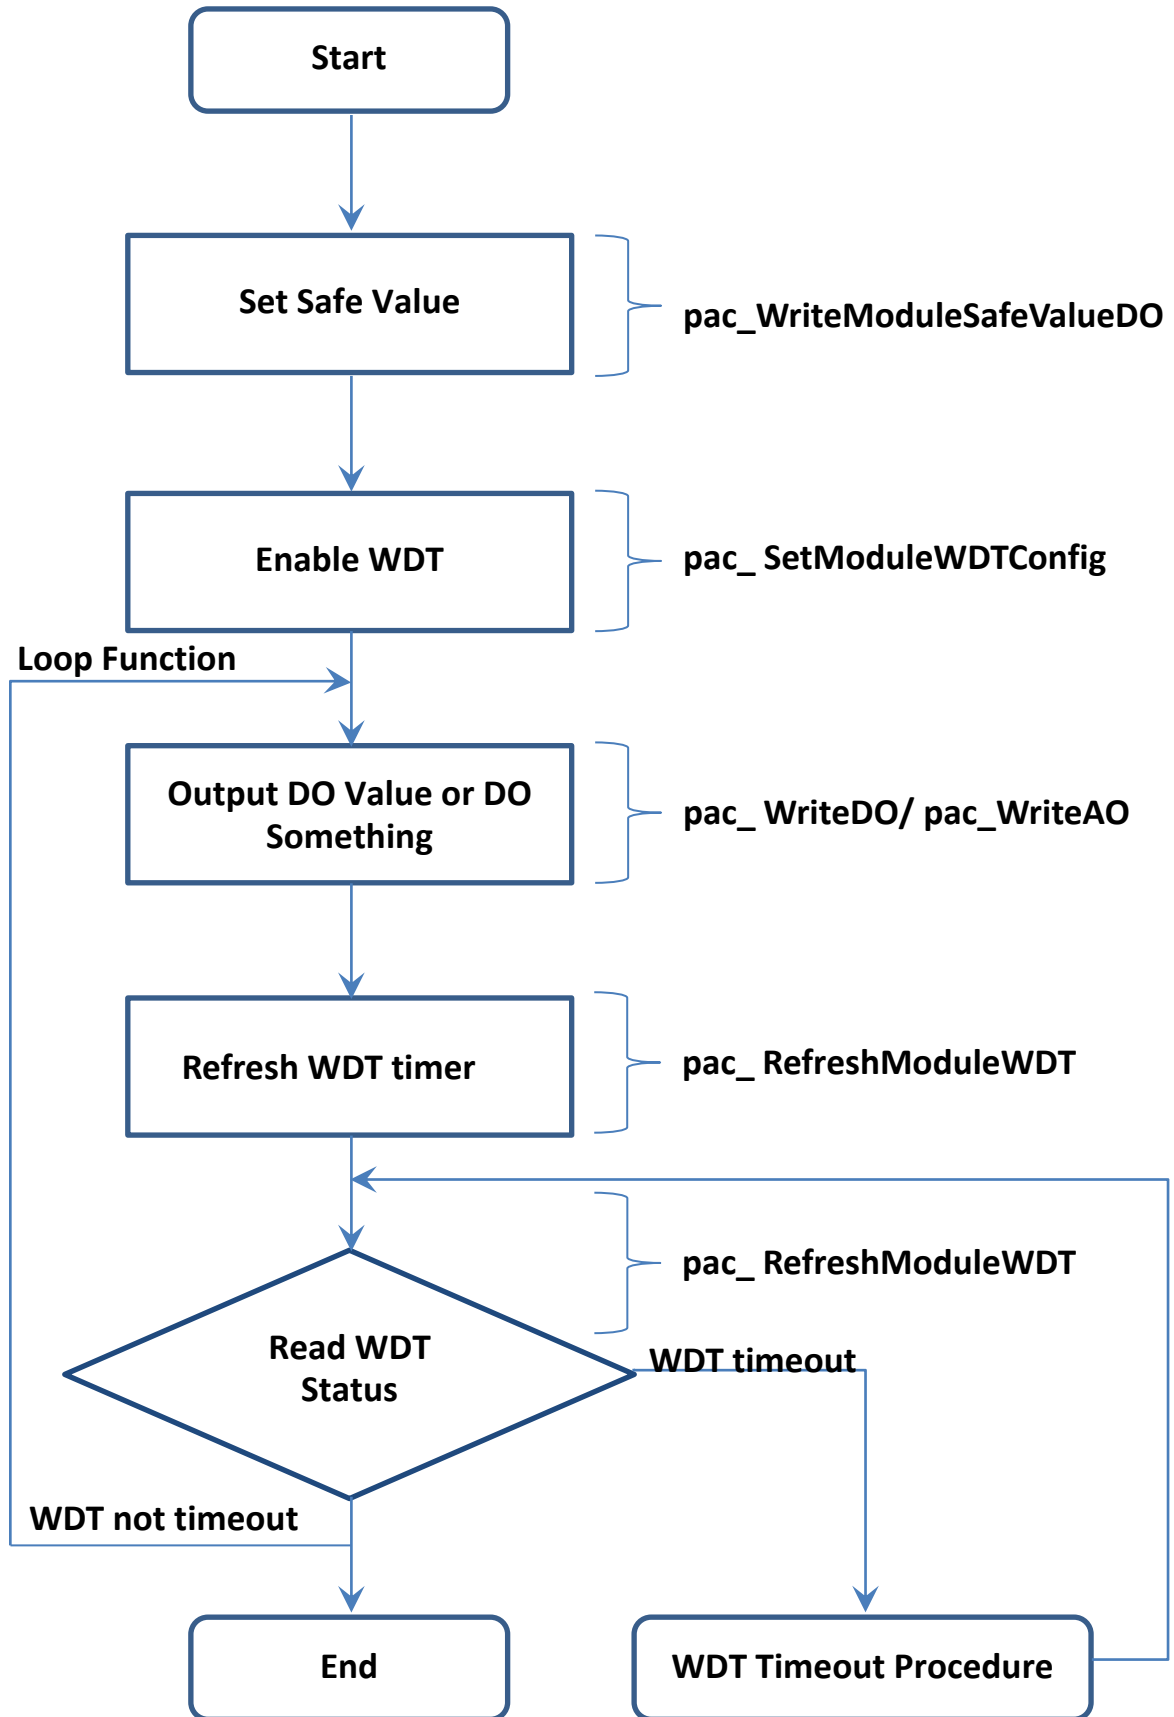 Start
Set Safe Value
pac_WriteModuleSafeValueDO
Enable WDT
pac_ SetModuleWDTConfig
Loop Function
Output DO Value or DO
Something
pac_ WriteDO/ pac_WriteAO
Refresh WDT timer
pac_ RefreshModuleWDT
pac_ RefreshModuleWDT
Read WDT
Status
WDT timeout
WDT not timeout
End
WDT Timeout Procedure